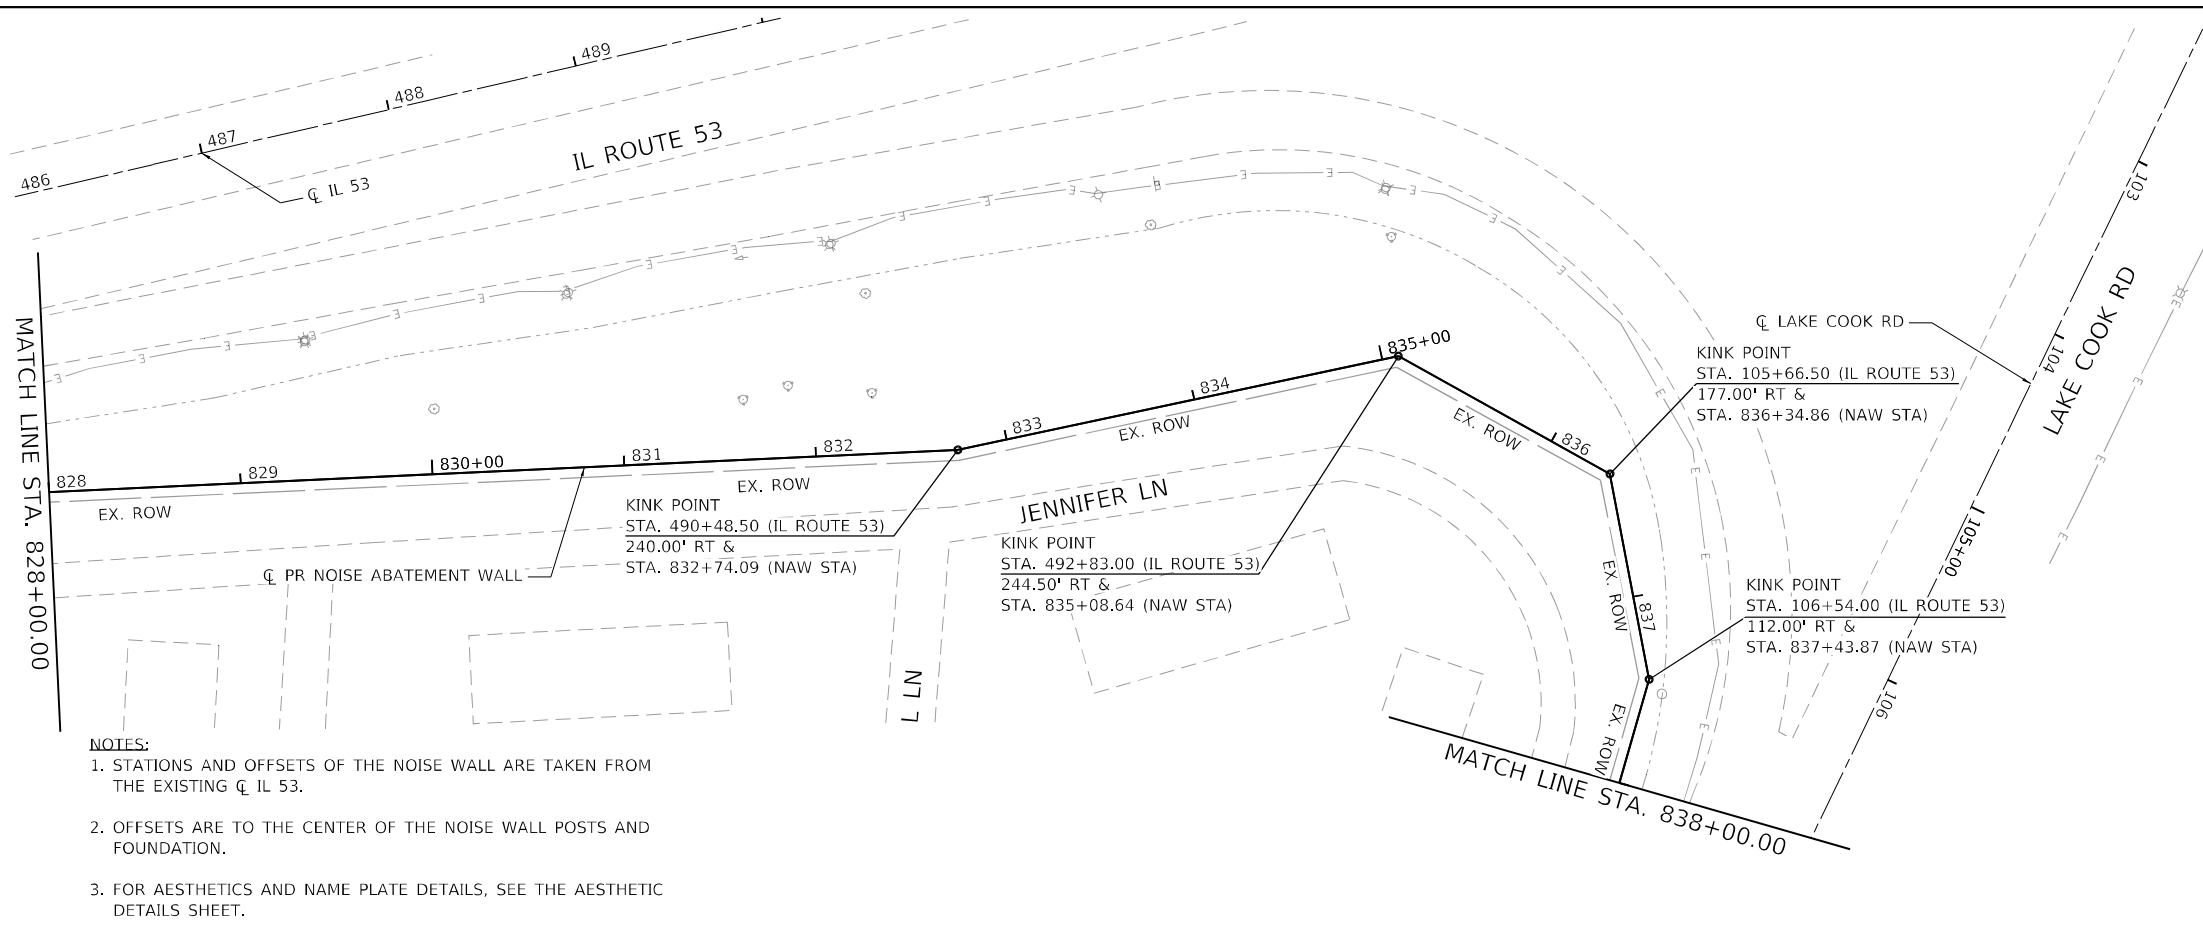 489
488
487
486
℄ IL 53
IL ROUTE 53
103
104
105+00
106
℄ LAKE COOK RD
LAKE COOK RD
MATCH LINE STA. 828+00.00
828
829
830+00
831
832
833
834
835+00
836
837
EX. ROW
EX. ROW
EX. ROW
EX. ROW
EX. ROW
EX. ROW
℄ PR NOISE ABATEMENT WALL
KINK POINT
STA. 490+48.50 (IL ROUTE 53)
240.00' RT &
STA. 832+74.09 (NAW STA)
JENNIFER LN
L LN
KINK POINT
STA. 492+83.00 (IL ROUTE 53)
244.50' RT &
STA. 835+08.64 (NAW STA)
KINK POINT
STA. 105+66.50 (IL ROUTE 53)
177.00' RT &
STA. 836+34.86 (NAW STA)
KINK POINT
STA. 106+54.00 (IL ROUTE 53)
112.00' RT &
STA. 837+43.87 (NAW STA)
MATCH LINE STA. 838+00.00
NOTES:
1. STATIONS AND OFFSETS OF THE NOISE WALL ARE TAKEN FROM
THE EXISTING ℄ IL 53.
2. OFFSETS ARE TO THE CENTER OF THE NOISE WALL POSTS AND
FOUNDATION.
3. FOR AESTHETICS AND NAME PLATE DETAILS, SEE THE AESTHETIC
DETAILS SHEET.